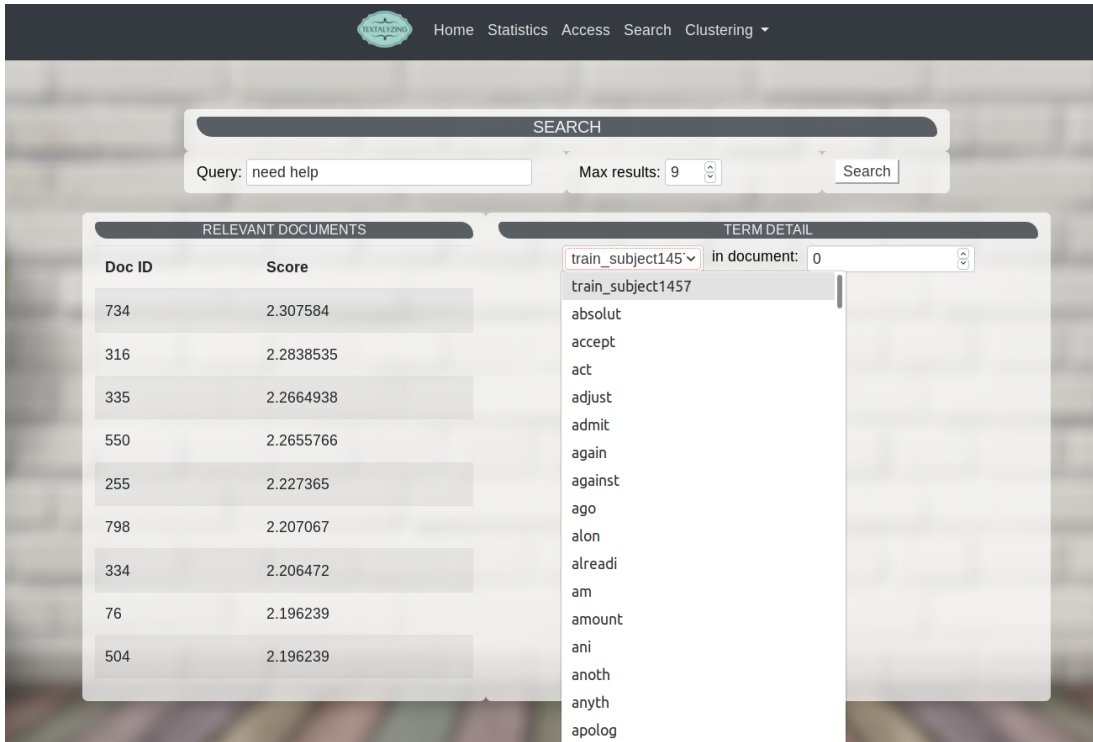 TEXTALYZING
Home Statistics Access Search Clustering
SEARCH
Query: need help Max results: 9 Search
RELEVANT DOCUMENTS
Doc ID Score
734 2.307584
316 2.2838535
335 2.2664938
550 2.2655766
255 2.227365
798 2.207067
334 2.206472
76 2.196239
504 2.196239
TERM DETAIL
train_subject145 in document: 0
train_subject1457
absolut
accept
act
adjust
admit
again
against
ago
alon
alreadi
am
amount
ani
anoth
anyth
apolog